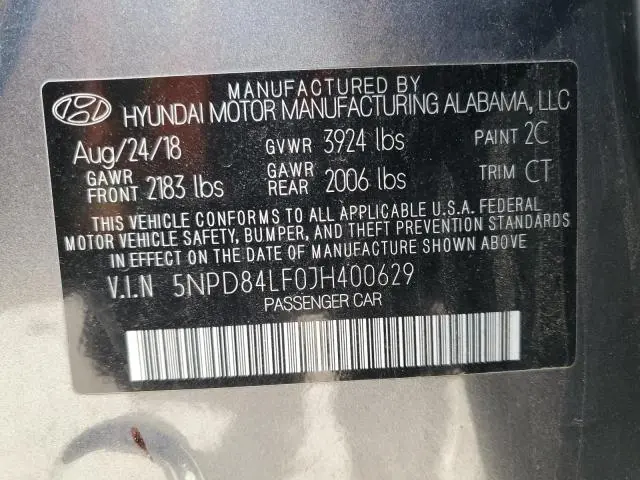 MANUFACTURED BY
HYUNDAI MOTOR MANUFACTURING ALABAMA, LLC
Aug/24/18 GVWR 3924 lbs PAINT 2C
GAWR FRONT 2183 lbs GAWR REAR 2006 lbs TRIM CT
THIS VEHICLE CONFORMS TO ALL APPLICABLE U.S.A. FEDERAL
MOTOR VEHICLE SAFETY, BUMPER, AND THEFT PREVENTION STANDARDS
IN EFFECT ON THE DATE OF MANUFACTURE SHOWN ABOVE.
V.I.N 5NPD84LF0JH400629
PASSENGER CAR